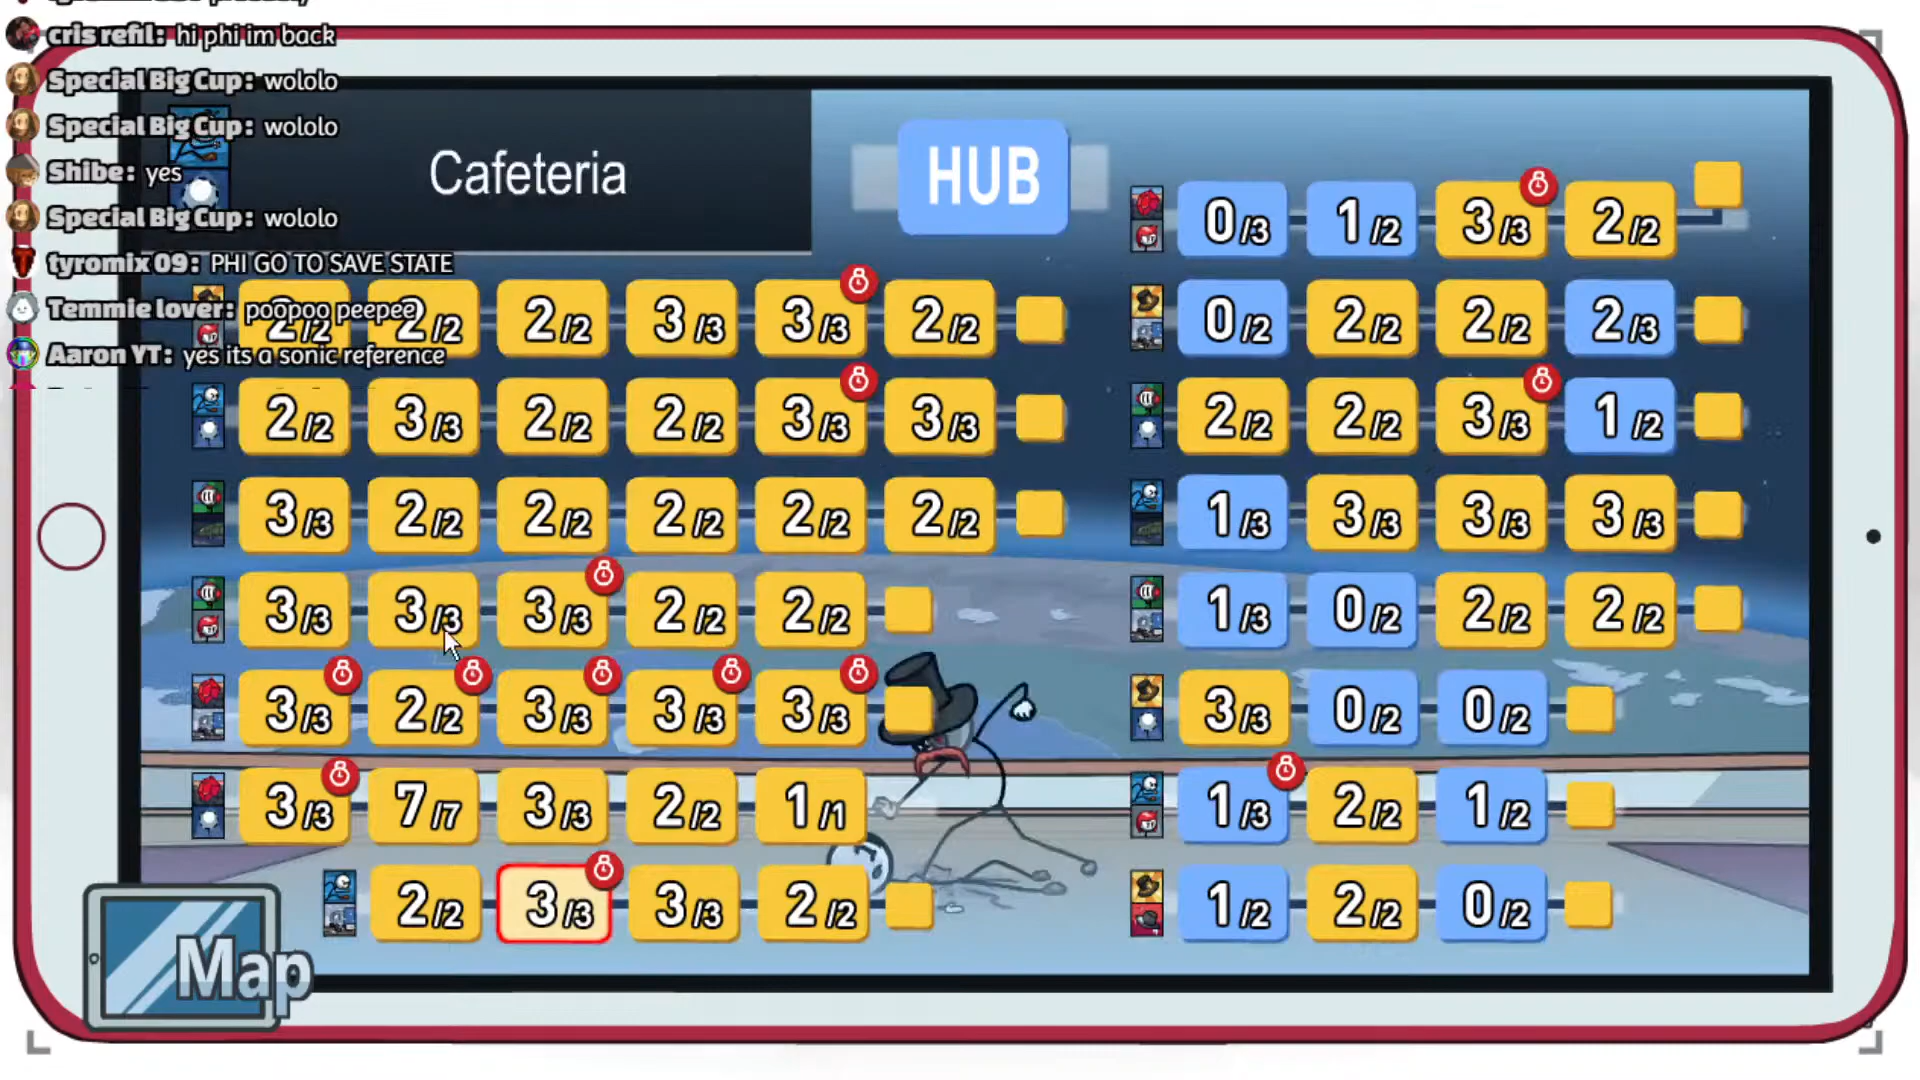 cris refil: hi phi im back
Special Big Cup: wololo
Special Big Cup: wololo
Shibe: yes
Special Big Cup: wololo
tyromix 09: PHI GO TO SAVE STATE
Temmie lover: poopoo peepee
Aaron YT: yes its a sonic reference
Cafeteria
HUB
2/2 2/2 2/2 3/3 3/3 2/2
2/2 3/3 2/2 2/2 3/3 3/3
3/3 2/2 2/2 2/2 2/2 2/2
3/3 3/3 3/3 2/2 2/2
3/3 2/2 3/3 3/3 3/3
3/3 7/7 3/3 2/2 1/1
2/2 3/3 3/3 2/2
0/3 1/2 3/3 2/2
0/2 2/2 2/2 2/3
2/2 2/2 3/3 1/2
1/3 3/3 3/3 3/3
1/3 0/2 2/2 2/2
3/3 0/2 0/2
1/3 2/2 1/2
1/2 2/2 0/2
Map